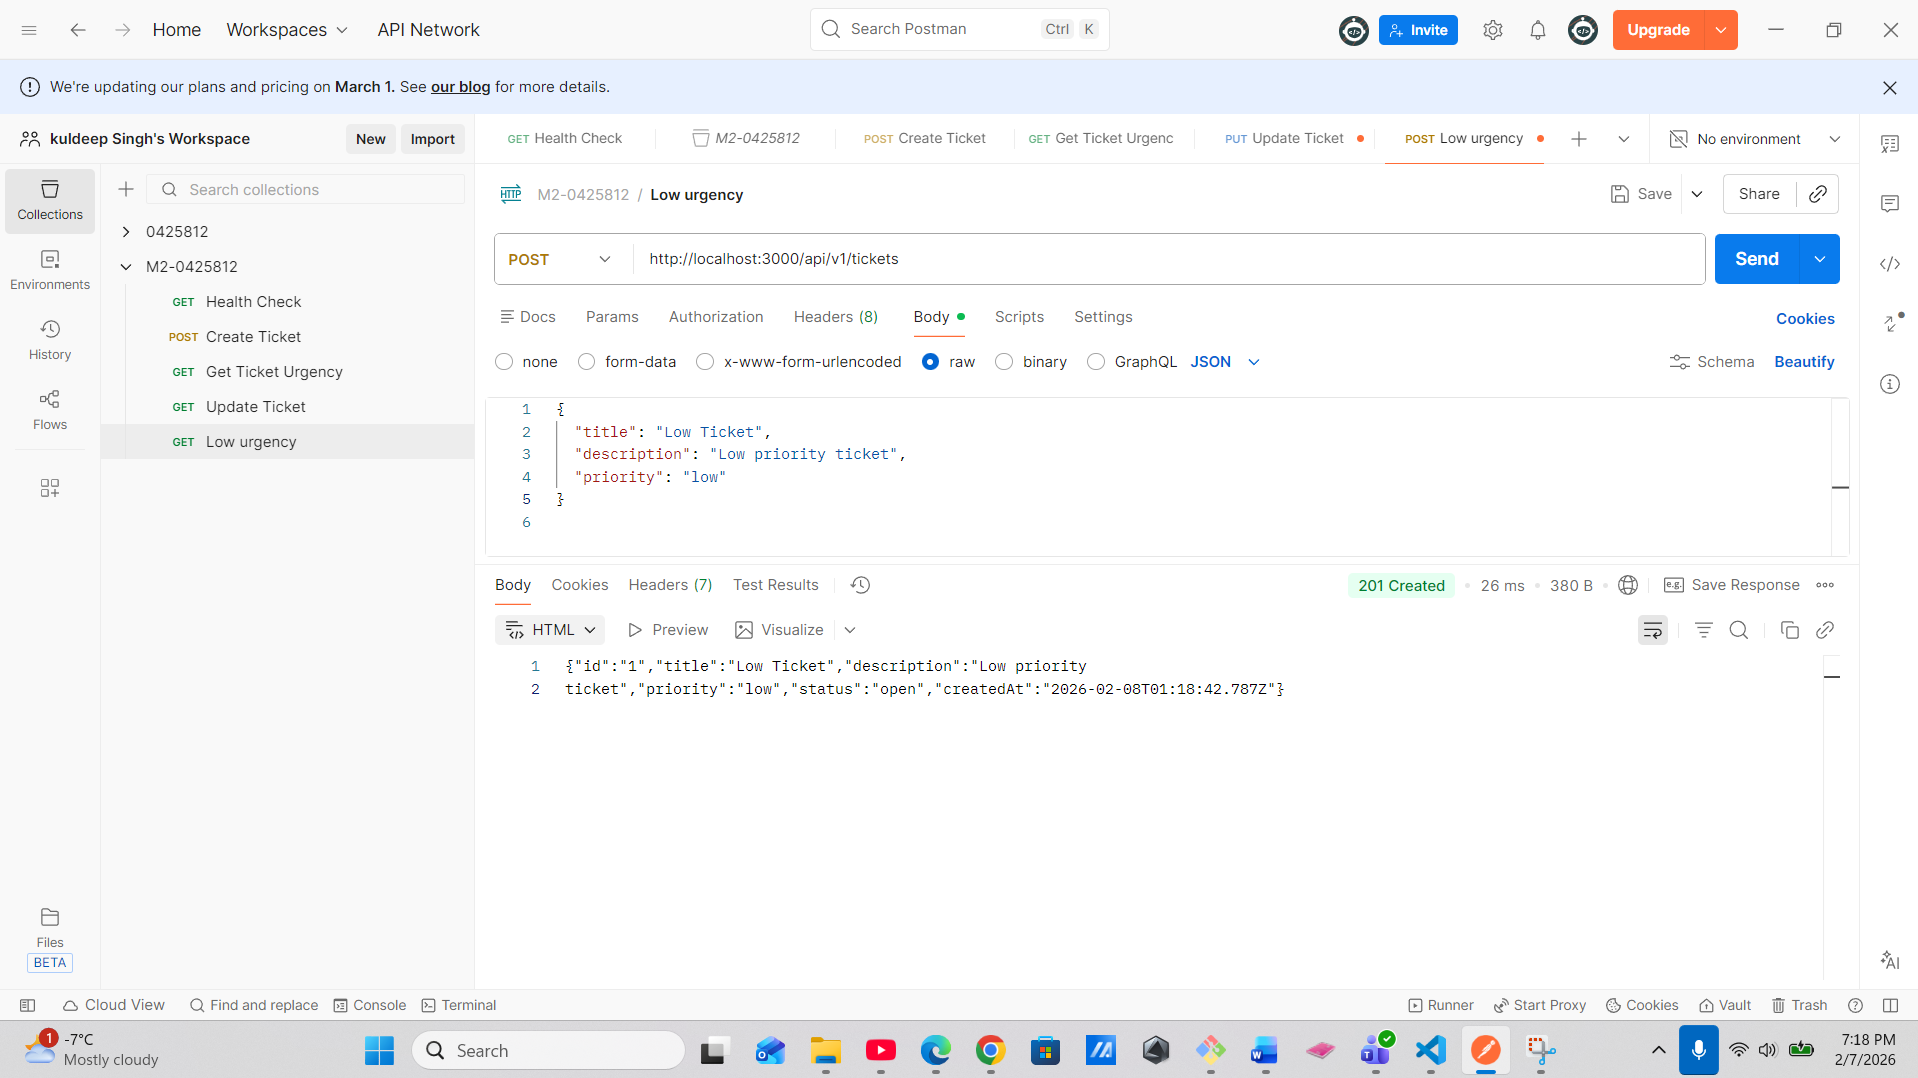 Home Workspaces API Network Search Postman Ctrl K Invite Upgrade
We're updating our plans and pricing on March 1. See our blog for more details.
kuldeep Singh's Workspace New Import
GET Health Check M2-0425812 POST Create Ticket GET Get Ticket Urgenc PUT Update Ticket POST Low urgency No environment
Collections
Environments
History
Flows
Files
BETA
Search collections
0425812
M2-0425812
GET Health Check
POST Create Ticket
GET Get Ticket Urgency
GET Update Ticket
GET Low urgency
HTTP M2-0425812 / Low urgency Save Share
POST http://localhost:3000/api/v1/tickets Send
Docs Params Authorization Headers (8) Body Scripts Settings Cookies
none form-data x-www-form-urlencoded raw binary GraphQL JSON Schema Beautify
1 {
2 "title": "Low Ticket",
3 "description": "Low priority ticket",
4 "priority": "low"
5 }
6
Body Cookies Headers (7) Test Results 201 Created 26 ms 380 B e.g. Save Response
HTML Preview Visualize
1 {"id":"1","title":"Low Ticket","description":"Low priority
2 ticket","priority":"low","status":"open","createdAt":"2026-02-08T01:18:42.787Z"}
AI
Cloud View Find and replace Console Terminal Runner Start Proxy Cookies Vault Trash
1 -7°C
Mostly cloudy
Search
7:18 PM
2/7/2026